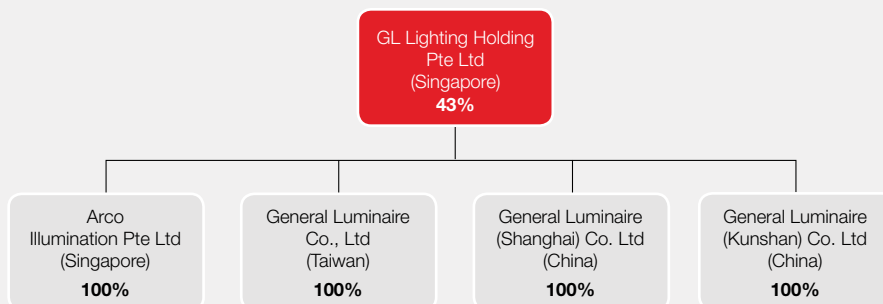 GL Lighting Holding
Pte Ltd
(Singapore)
43%
Arco
Illumination Pte Ltd
(Singapore)
100%
General Luminaire
Co., Ltd
(Taiwan)
100%
General Luminaire
(Shanghai) Co. Ltd
(China)
100%
General Luminaire
(Kunshan) Co. Ltd
(China)
100%